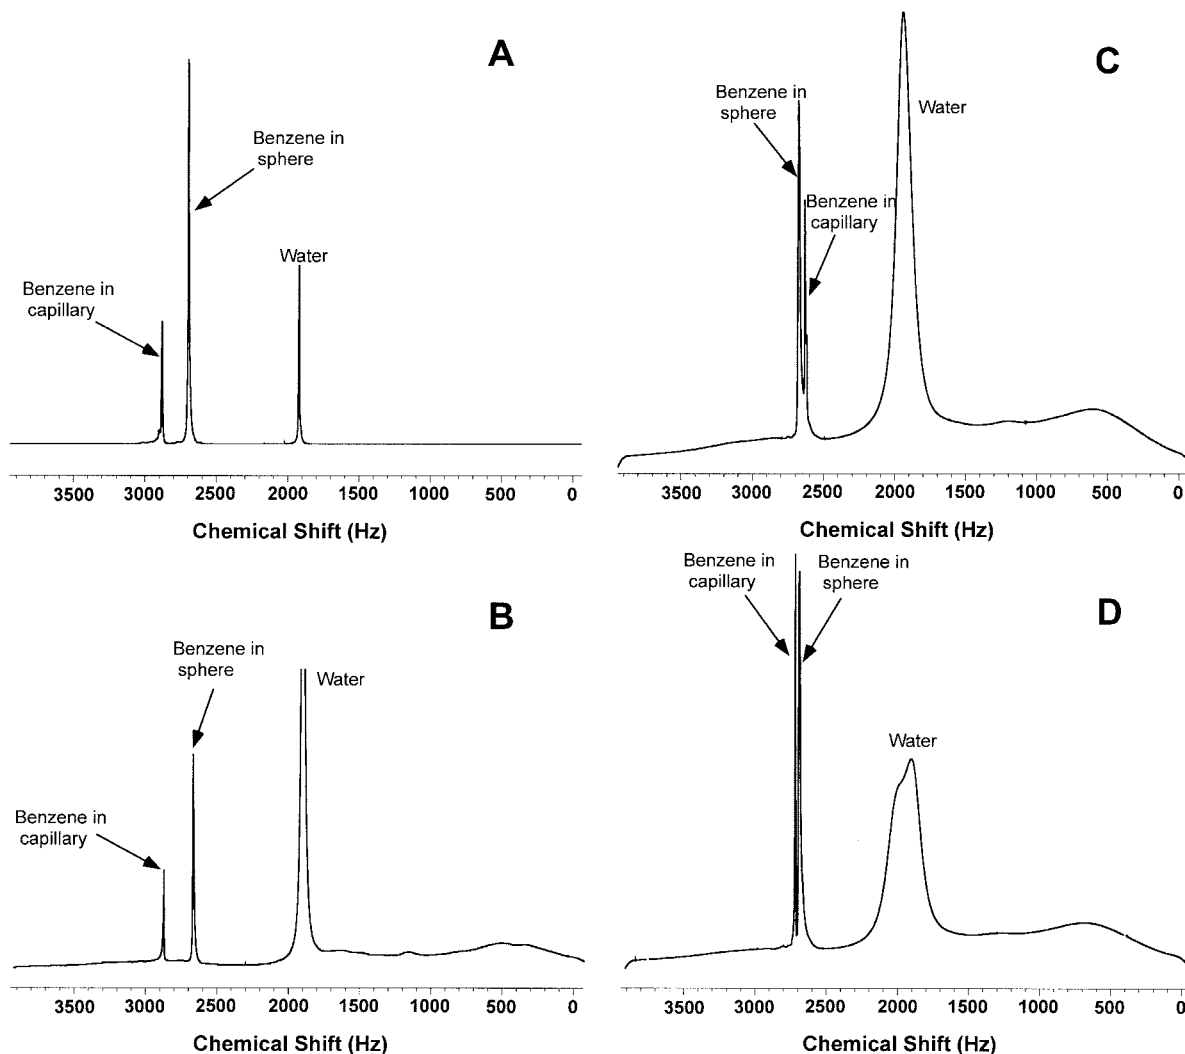 A
Benzene in
sphere
Water
Benzene in
capillary
3500 3000 2500 2000 1500 1000 500 0
Chemical Shift (Hz)
B
Benzene in
sphere
Water
Benzene in
capillary
3500 3000 2500 2000 1500 1000 500 0
Chemical Shift (Hz)
C
Benzene in
sphere
Water
Benzene in
capillary
3500 3000 2500 2000 1500 1000 500 0
Chemical Shift (Hz)
Benzene in
capillary
Benzene in
sphere
D
Water
3500 3000 2500 2000 1500 1000 500 0
Chemical Shift (Hz)